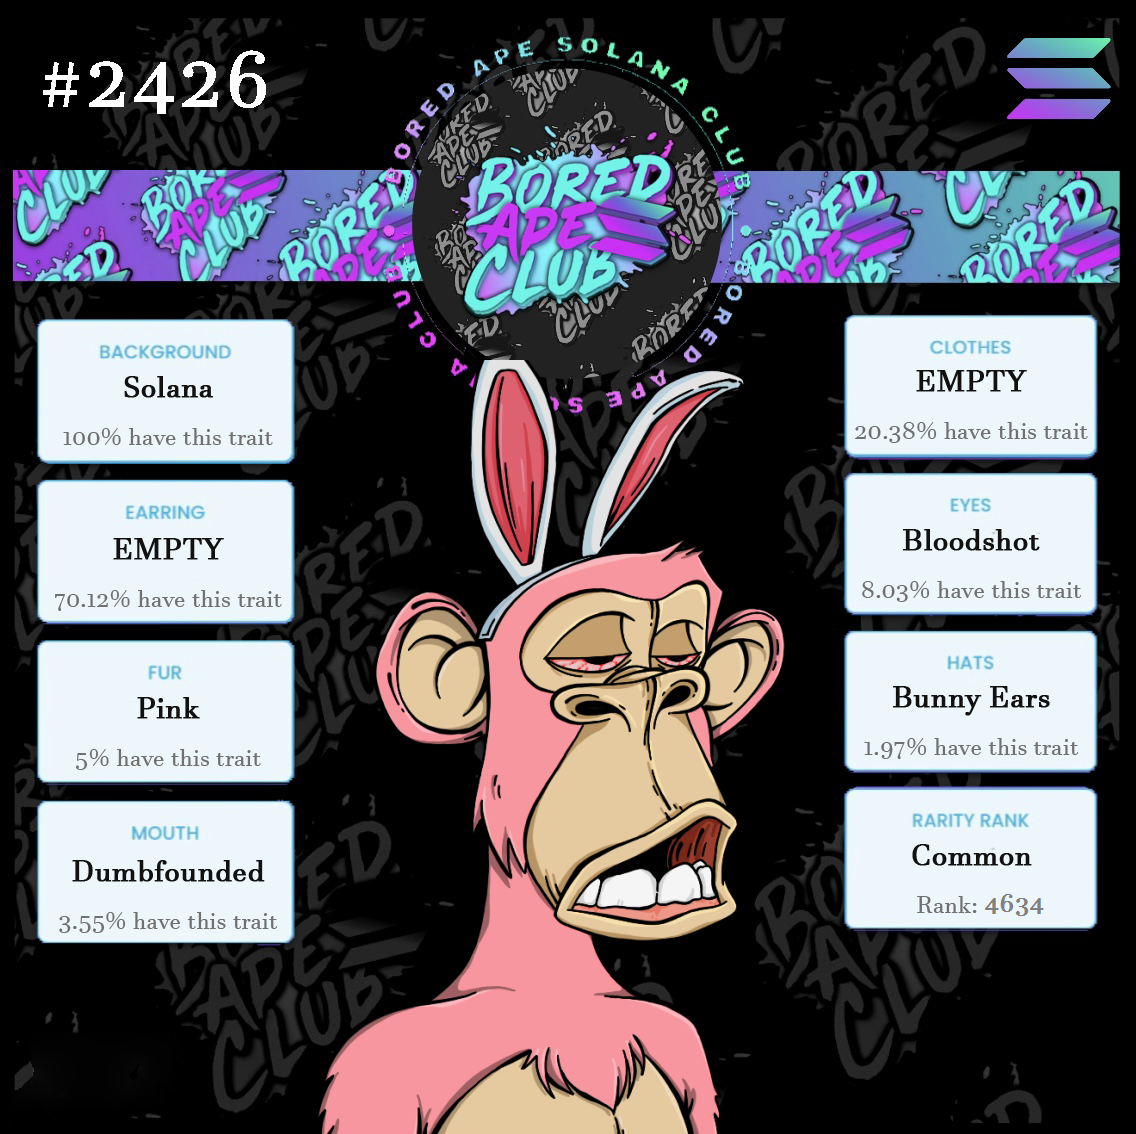 #2426
BORED APE SOLANA CLUB
BORED APE SOLANA CLUB
BORED
APE
CLUB
BACKGROUND
Solana
100% have this trait
EARRING
EMPTY
70.12% have this trait
FUR
Pink
5% have this trait
MOUTH
Dumbfounded
3.55% have this trait
CLOTHES
EMPTY
20.38% have this trait
EYES
Bloodshot
8.03% have this trait
HATS
Bunny Ears
1.97% have this trait
RARITY RANK
Common
Rank: 4634